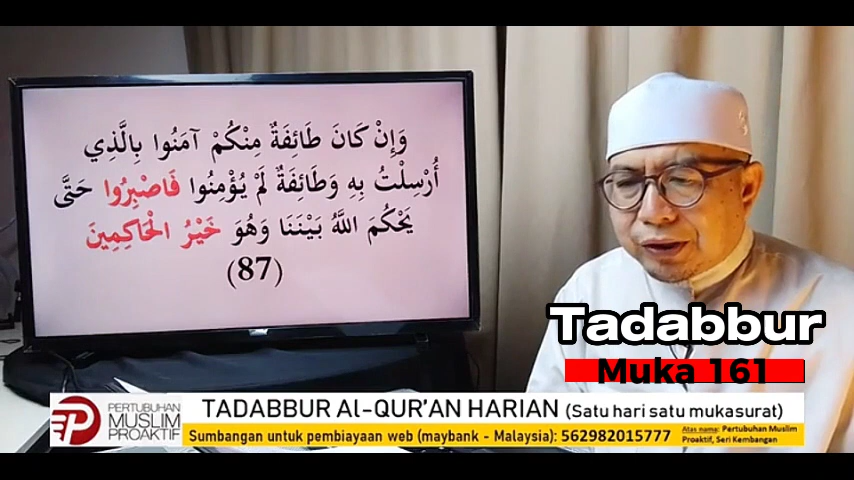 وَإِنْ كَانَ طَائِفَةٌ مِنْكُمْ آمَنُوا بِالَّذِي
أُرْسِلْتُ بِهِ وَطَائِفَةٌ لَمْ يُؤْمِنُوا فَاصْبِرُوا حَتَّى
يَحْكُمَ اللَّهُ بَيْنَنَا وَهُوَ خَيْرُ الْحَاكِمِينَ
(87)
Tadabbur
Muka 161
PERTUBUHAN
MUSLIM
PROAKTIF
TADABBUR Al-QUR'AN HARIAN (Satu hari satu mukasurat)
Sumbangan untuk pembiayaan web (maybank - Malaysia): 562982015777
Atas nama: Pertubuhan Muslim
Proaktif, Seri Kembangan